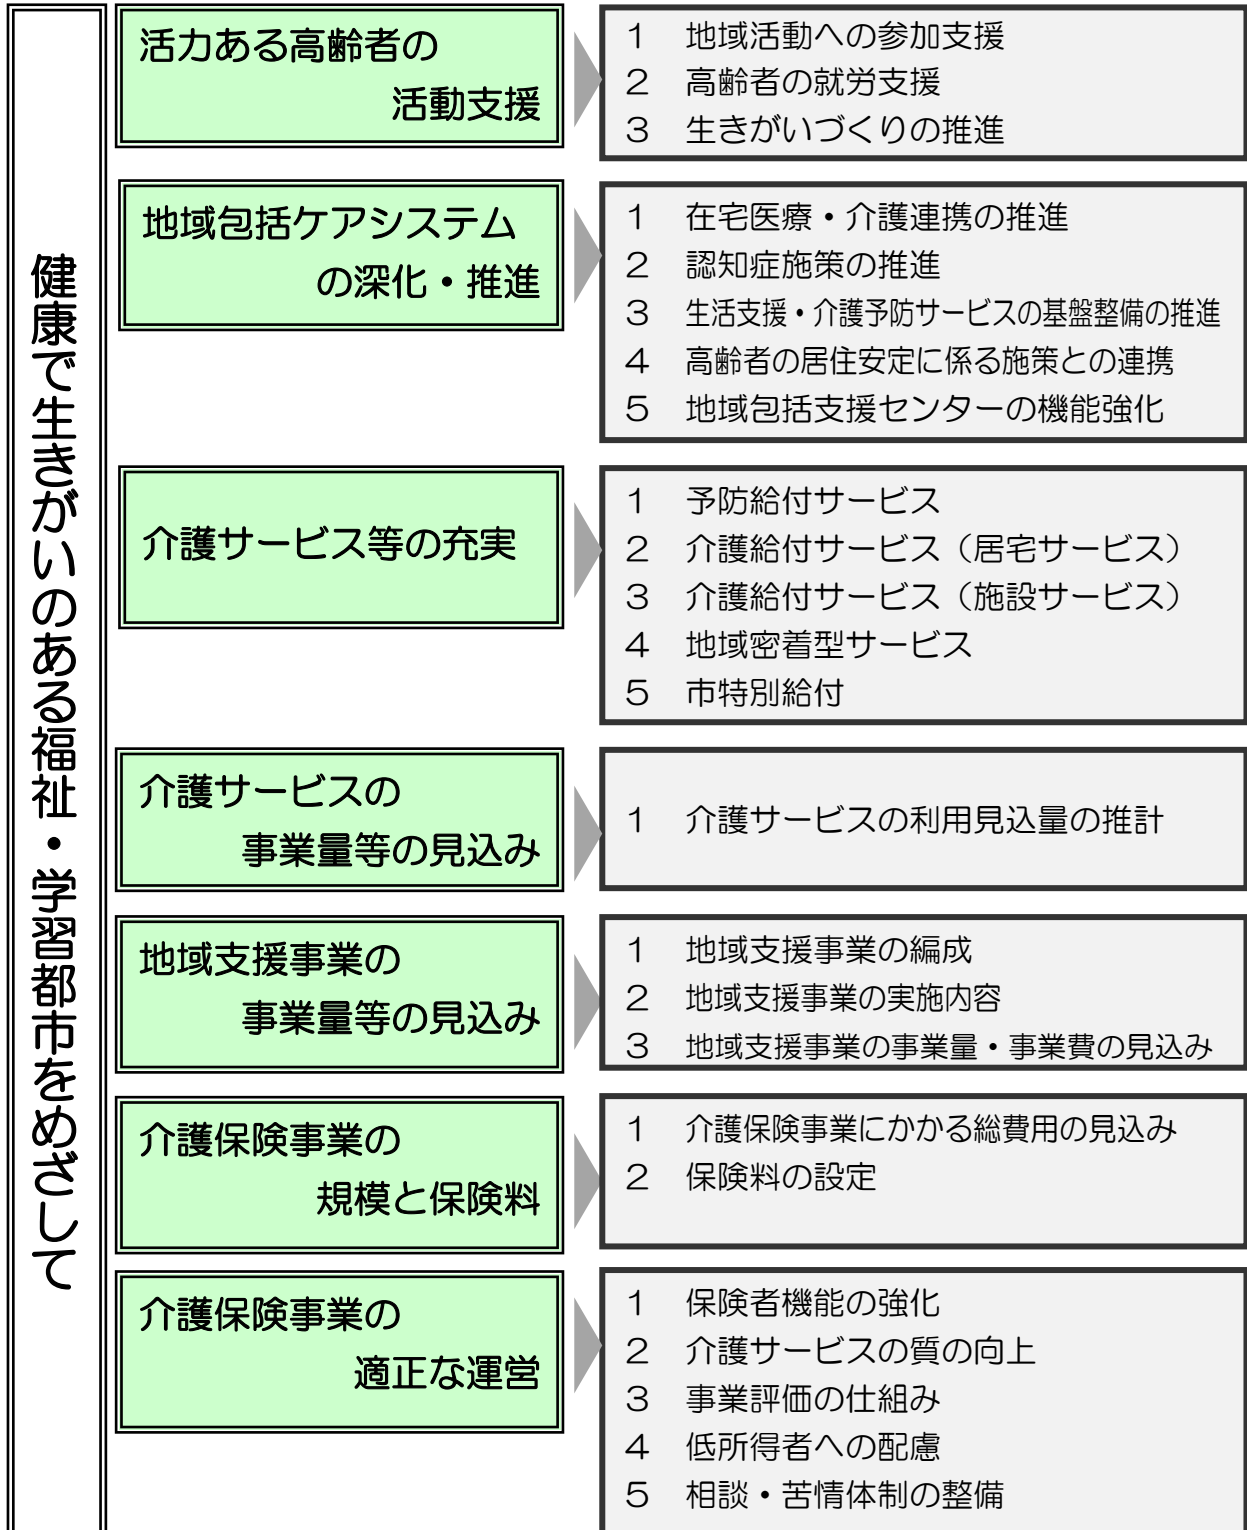 健康で生きがいのある福祉・学習都市をめざして
活力ある高齢者の
活動支援
1 地域活動への参加支援
2 高齢者の就労支援
3 生きがいづくりの推進
地域包括ケアシステム
の深化・推進
1 在宅医療・介護連携の推進
2 認知症施策の推進
3 生活支援・介護予防サービスの基盤整備の推進
4 高齢者の居住安定に係る施策との連携
5 地域包括支援センターの機能強化
介護サービス等の充実
1 予防給付サービス
2 介護給付サービス（居宅サービス）
3 介護給付サービス（施設サービス）
4 地域密着型サービス
5 市特別給付
介護サービスの
事業量等の見込み
1 介護サービスの利用見込量の推計
地域支援事業の
事業量等の見込み
1 地域支援事業の編成
2 地域支援事業の実施内容
3 地域支援事業の事業量・事業費の見込み
介護保険事業の
規模と保険料
1 介護保険事業にかかる総費用の見込み
2 保険料の設定
介護保険事業の
適正な運営
1 保険者機能の強化
2 介護サービスの質の向上
3 事業評価の仕組み
4 低所得者への配慮
5 相談・苦情体制の整備